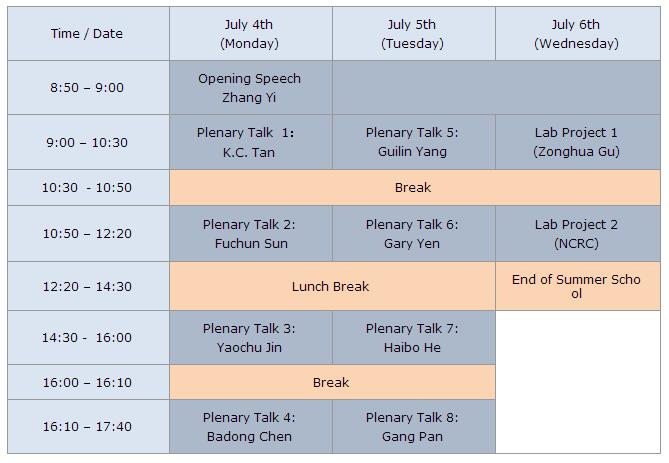 Time / Date
July 4th
(Monday)
July 5th
(Tuesday)
July 6th
(Wednesday)
8:50 – 9:00
Opening Speech
Zhang Yi
9:00 – 10:30
Plenary Talk  1:
K.C. Tan
Plenary Talk 5:
Guilin Yang
Lab Project 1
(Zonghua Gu)
10:30  - 10:50
Break
10:50 – 12:20
Plenary Talk 2:
Fuchun Sun
Plenary Talk 6:
Gary Yen
Lab Project 2
(NCRC)
12:20 – 14:30
Lunch Break
End of Summer Scho
ol
14:30 -  16:00
Plenary Talk 3:
Yaochu Jin
Plenary Talk 7:
Haibo He
16:00 – 16:10
Break
16:10 – 17:40
Plenary Talk 4:
Badong Chen
Plenary Talk 8:
Gang Pan